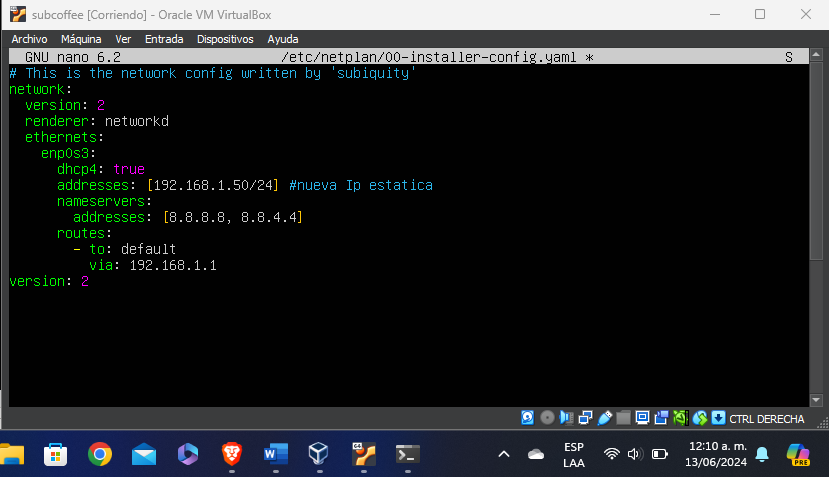 subcoffee [Corriendo] - Oracle VM VirtualBox
Archivo Máquina Ver Entrada Dispositivos Ayuda
GNU nano 6.2 /etc/netplan/00-installer-config.yaml * S
# This is the network config written by 'subiquity'
network:
  version: 2
  renderer: networkd
  ethernets:
    enp0s3:
      dhcp4: true
      addresses: [192.168.1.50/24] #nueva Ip estatica
      nameservers:
        addresses: [8.8.8.8, 8.8.4.4]
      routes:
        - to: default
          via: 192.168.1.1
version: 2
CTRL DERECHA
ESP
LAA
12:10 a. m.
13/06/2024
64
W
PRE